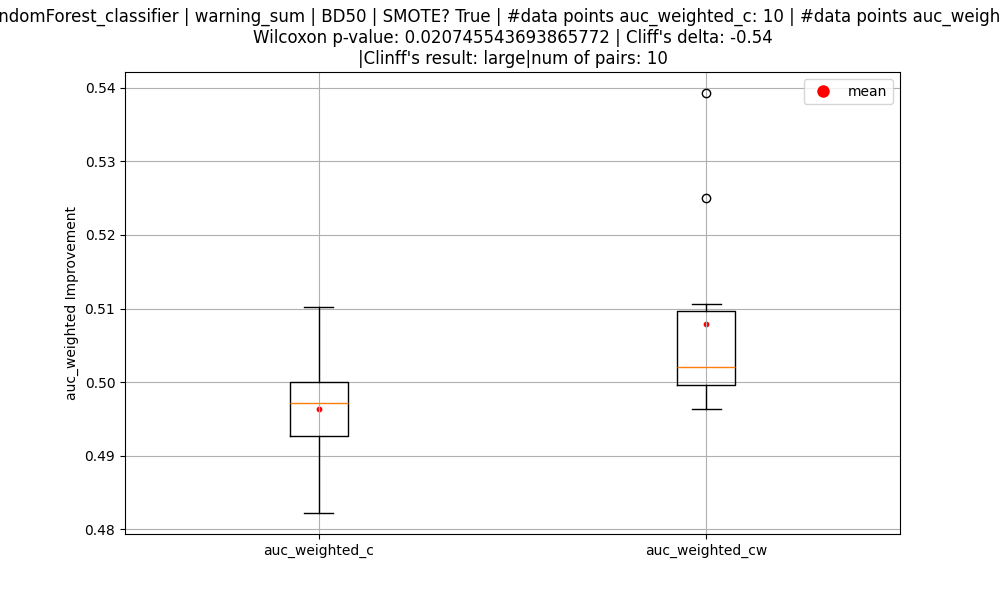 ndomForest_classifier | warning_sum | BD50 | SMOTE? True | #data points auc_weighted_c: 10 | #data points auc_weigh
Wilcoxon p-value: 0.020745543693865772 | Cliff's delta: -0.54
|Clinff's result: large|num of pairs: 10
mean
0.54
0.53
0.52
0.51
0.50
0.49
0.48
auc_weighted Improvement
auc_weighted_c
auc_weighted_cw